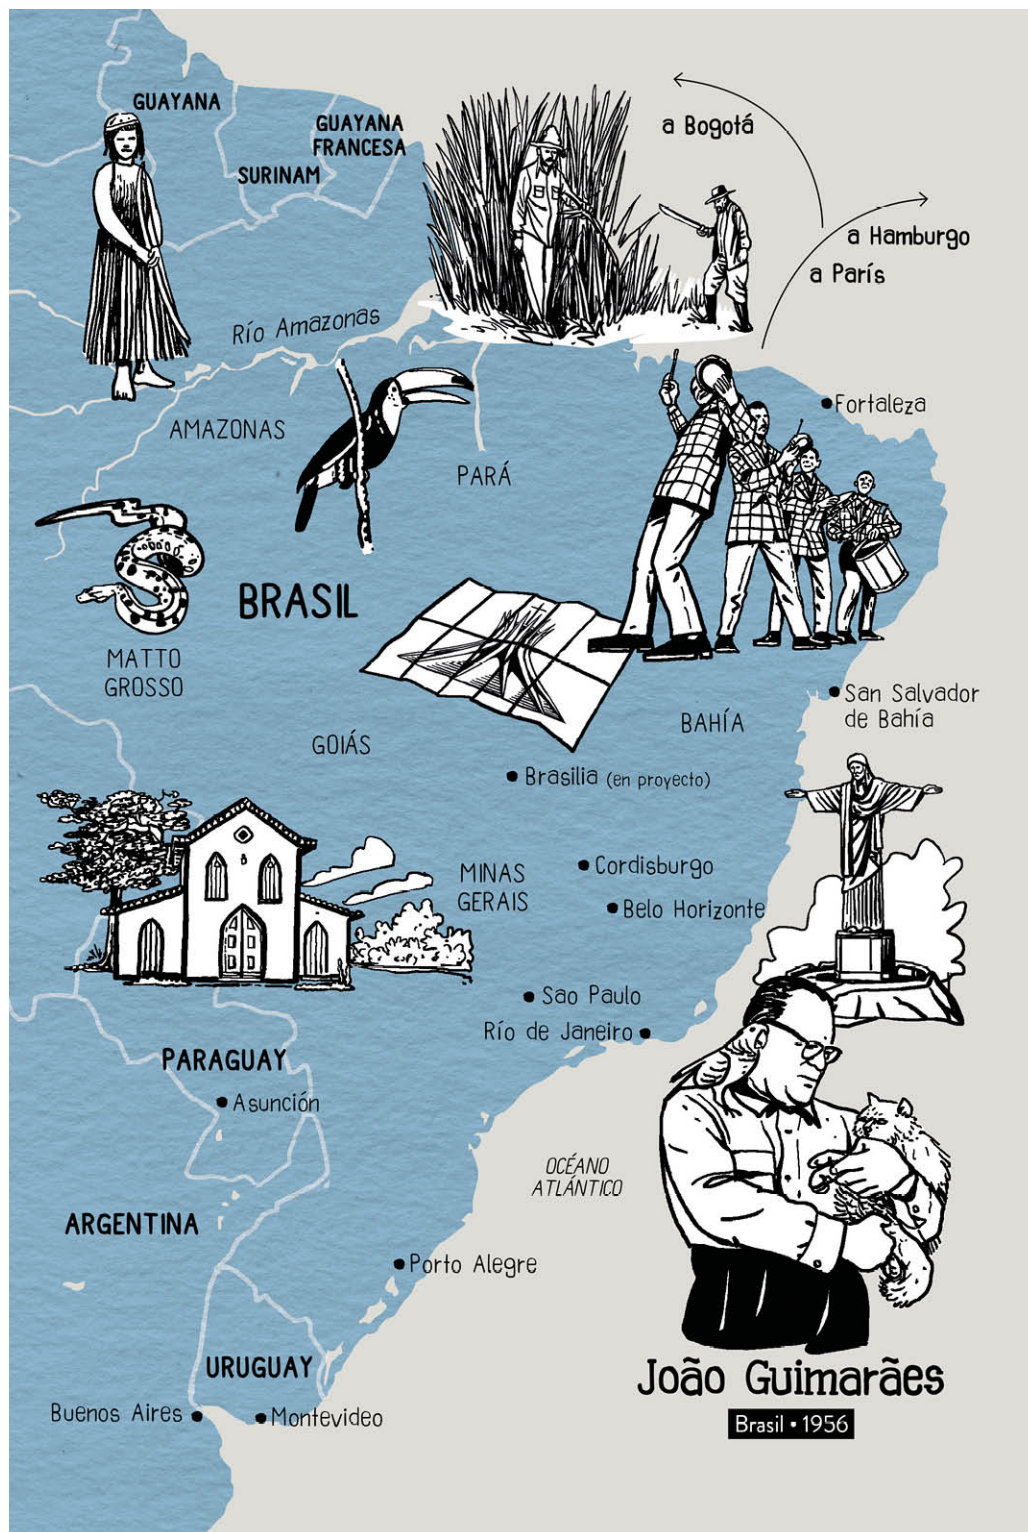 GUAYANA
GUAYANA
FRANCESA
SURINAM
a Bogotá
a Hamburgo
a París
Río Amazonas
AMAZONAS
PARÁ
Fortaleza
BRASIL
MATTO
GROSSO
San Salvador
de Bahía
BAHÍA
GOIÁS
Brasilia (en proyecto)
MINAS
GERAIS
Cordisburgo
Belo Horizonte
Sao Paulo
Río de Janeiro
PARAGUAY
Asunción
OCÉANO
ATLÁNTICO
ARGENTINA
Porto Alegre
URUGUAY
Buenos Aires
Montevideo
João Guimarães
Brasil • 1956